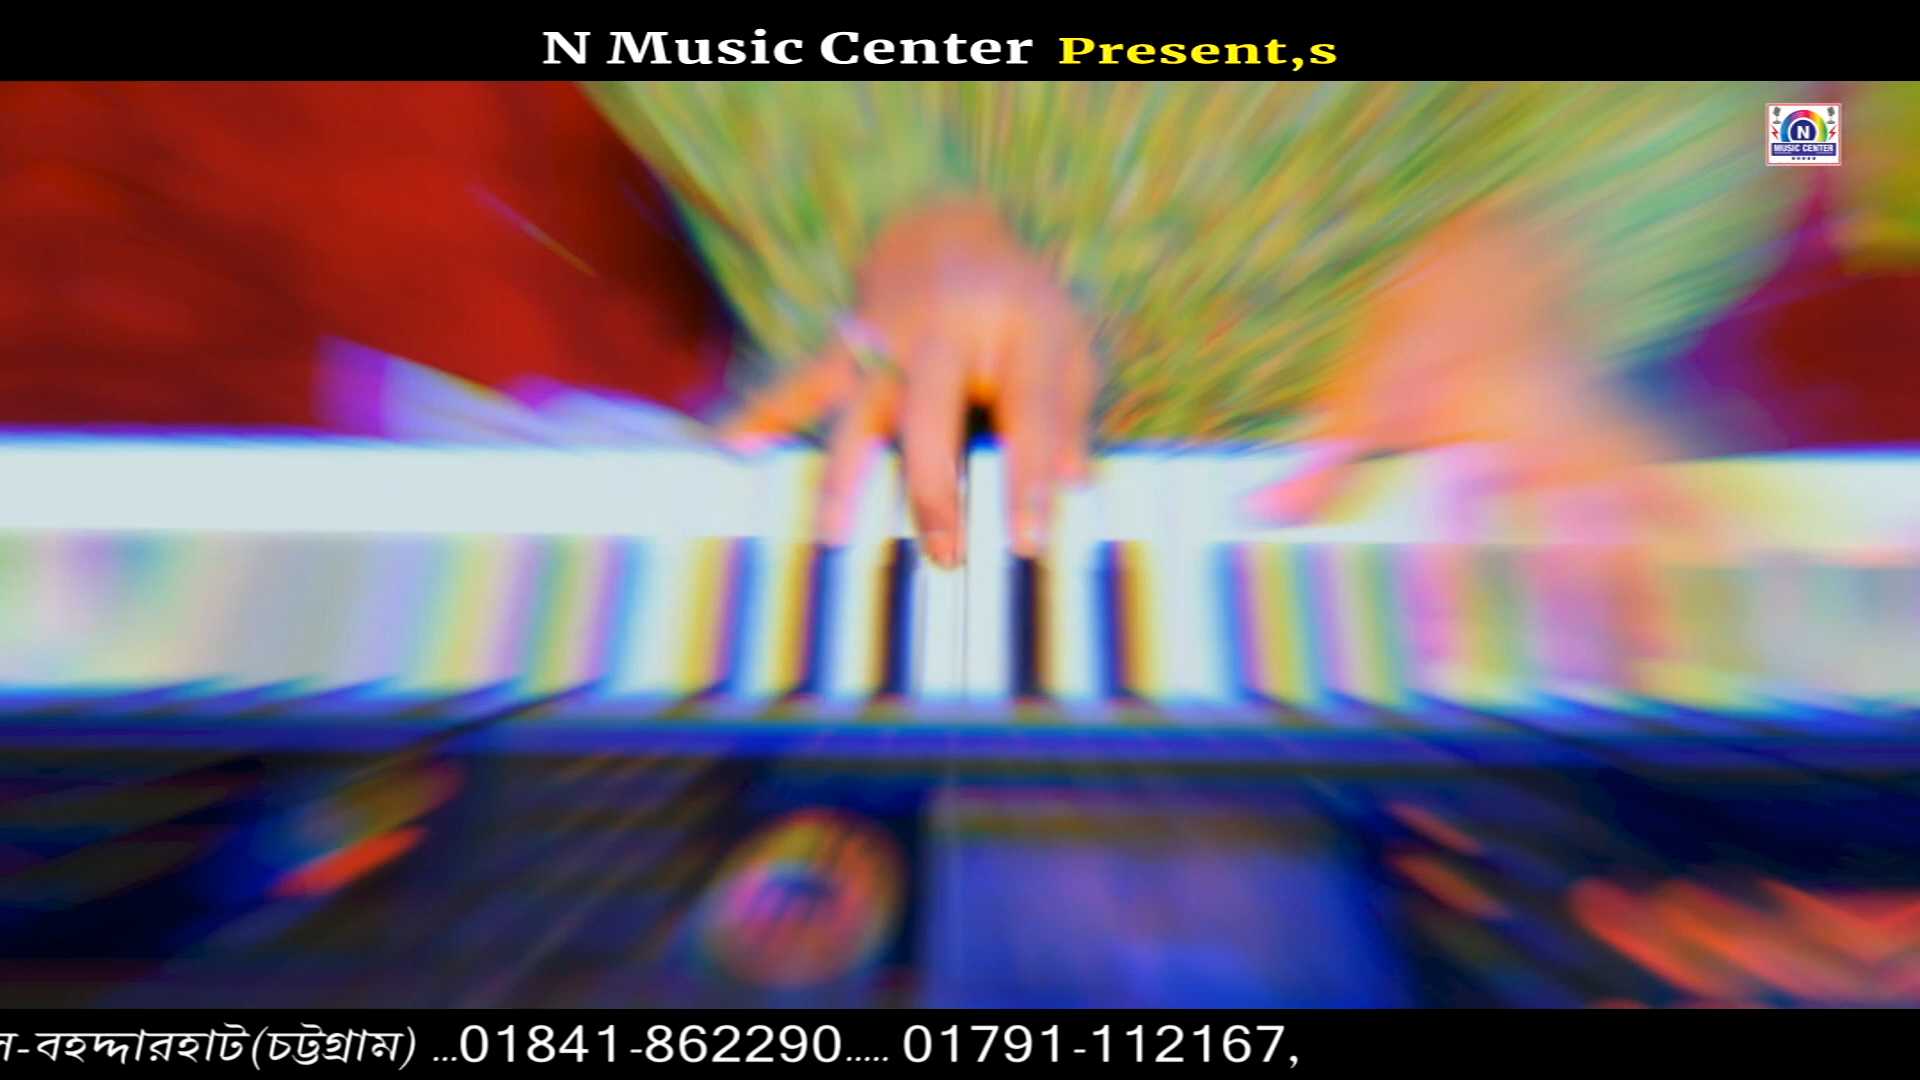 N Music Center Present,s
N
MUSIC CENTER
-বহদ্দারহাট(চট্টগ্রাম) ...01841-862290..... 01791-112167,